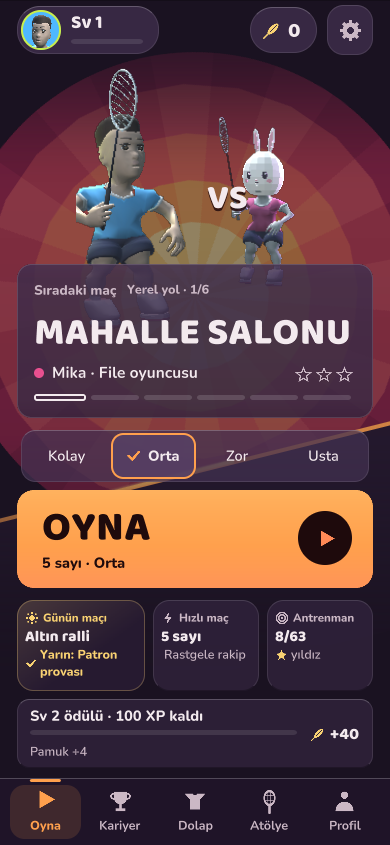 Sv 1
0
VS
Sıradaki maç Yerel yol · 1/6
MAHALLE SALONU
Mika · File oyuncusu
Kolay
Orta
Zor
Usta
OYNA
5 sayı · Orta
Günün maçı
Altın ralli
Yarın: Patron
provası
Hızlı maç
5 sayı
Rastgele rakip
Antrenman
8/63
yıldız
Sv 2 ödülü · 100 XP kaldı
+40
Pamuk +4
Oyna
Kariyer
Dolap
Atölye
Profil